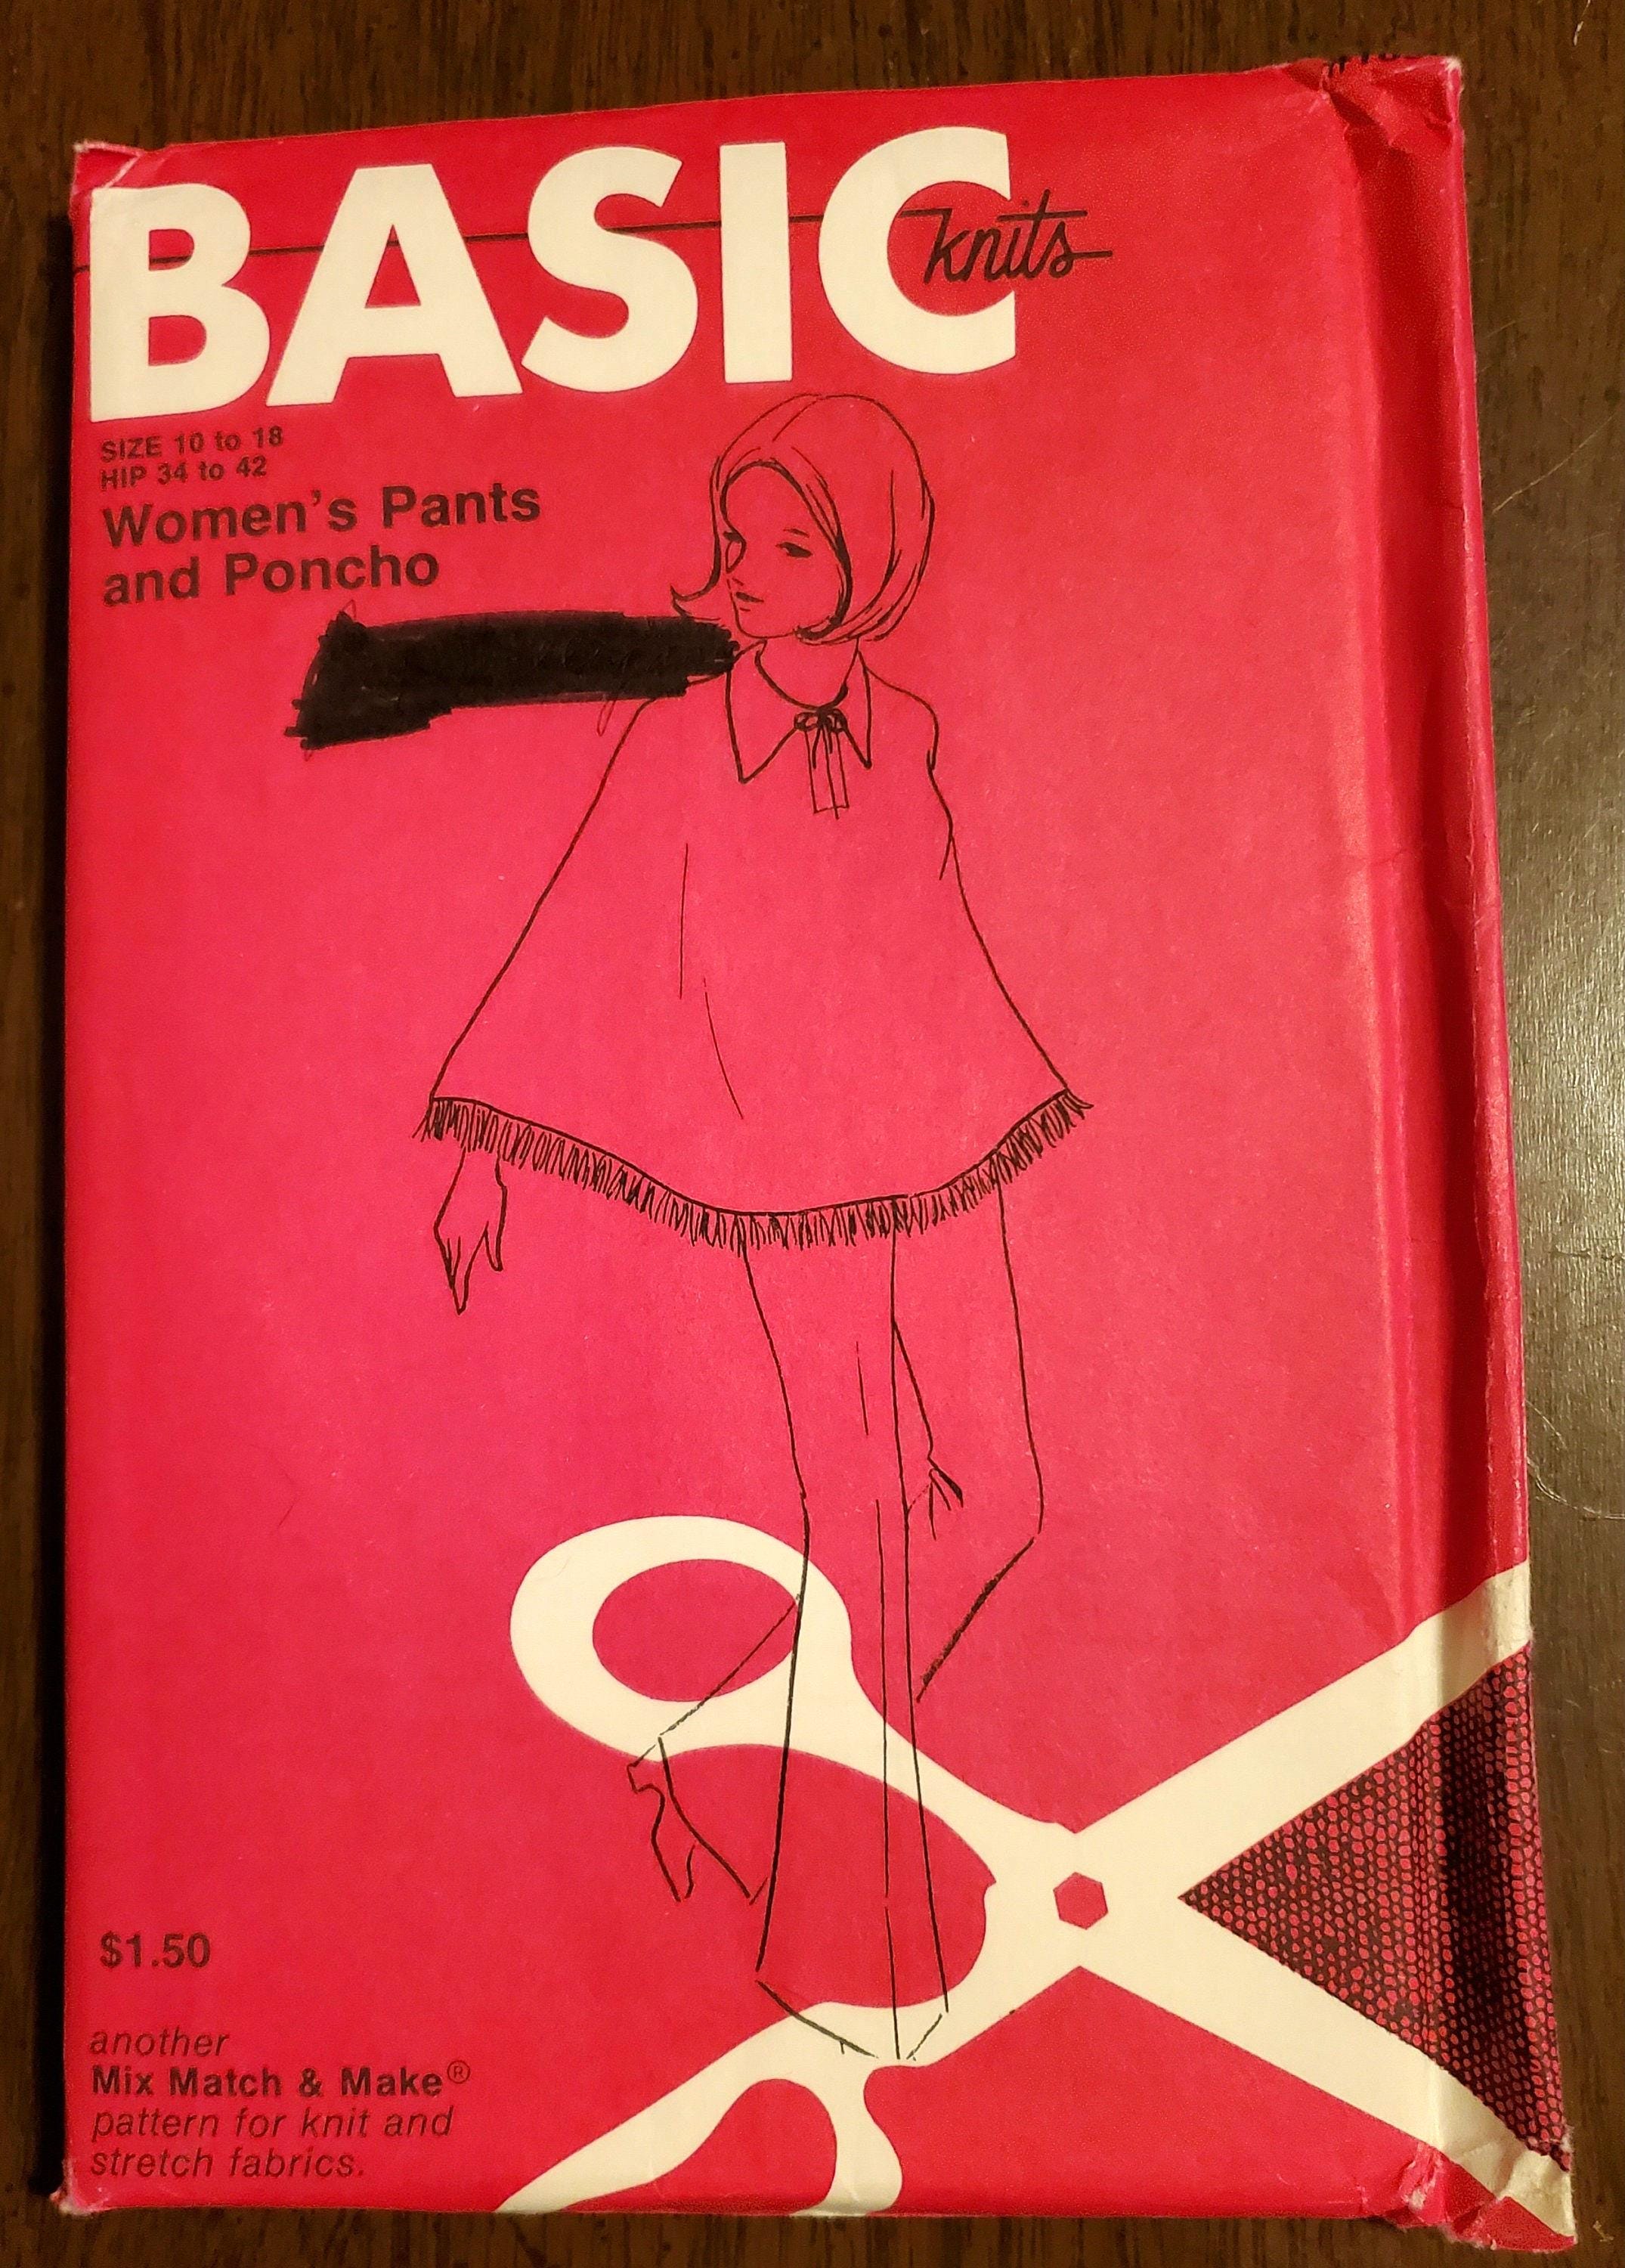 BASIC knits
SIZE 10 to 18
HIP 34 to 42
Women's Pants
and Poncho
$1.50
another
Mix Match & Make®
pattern for knit and
stretch fabrics.